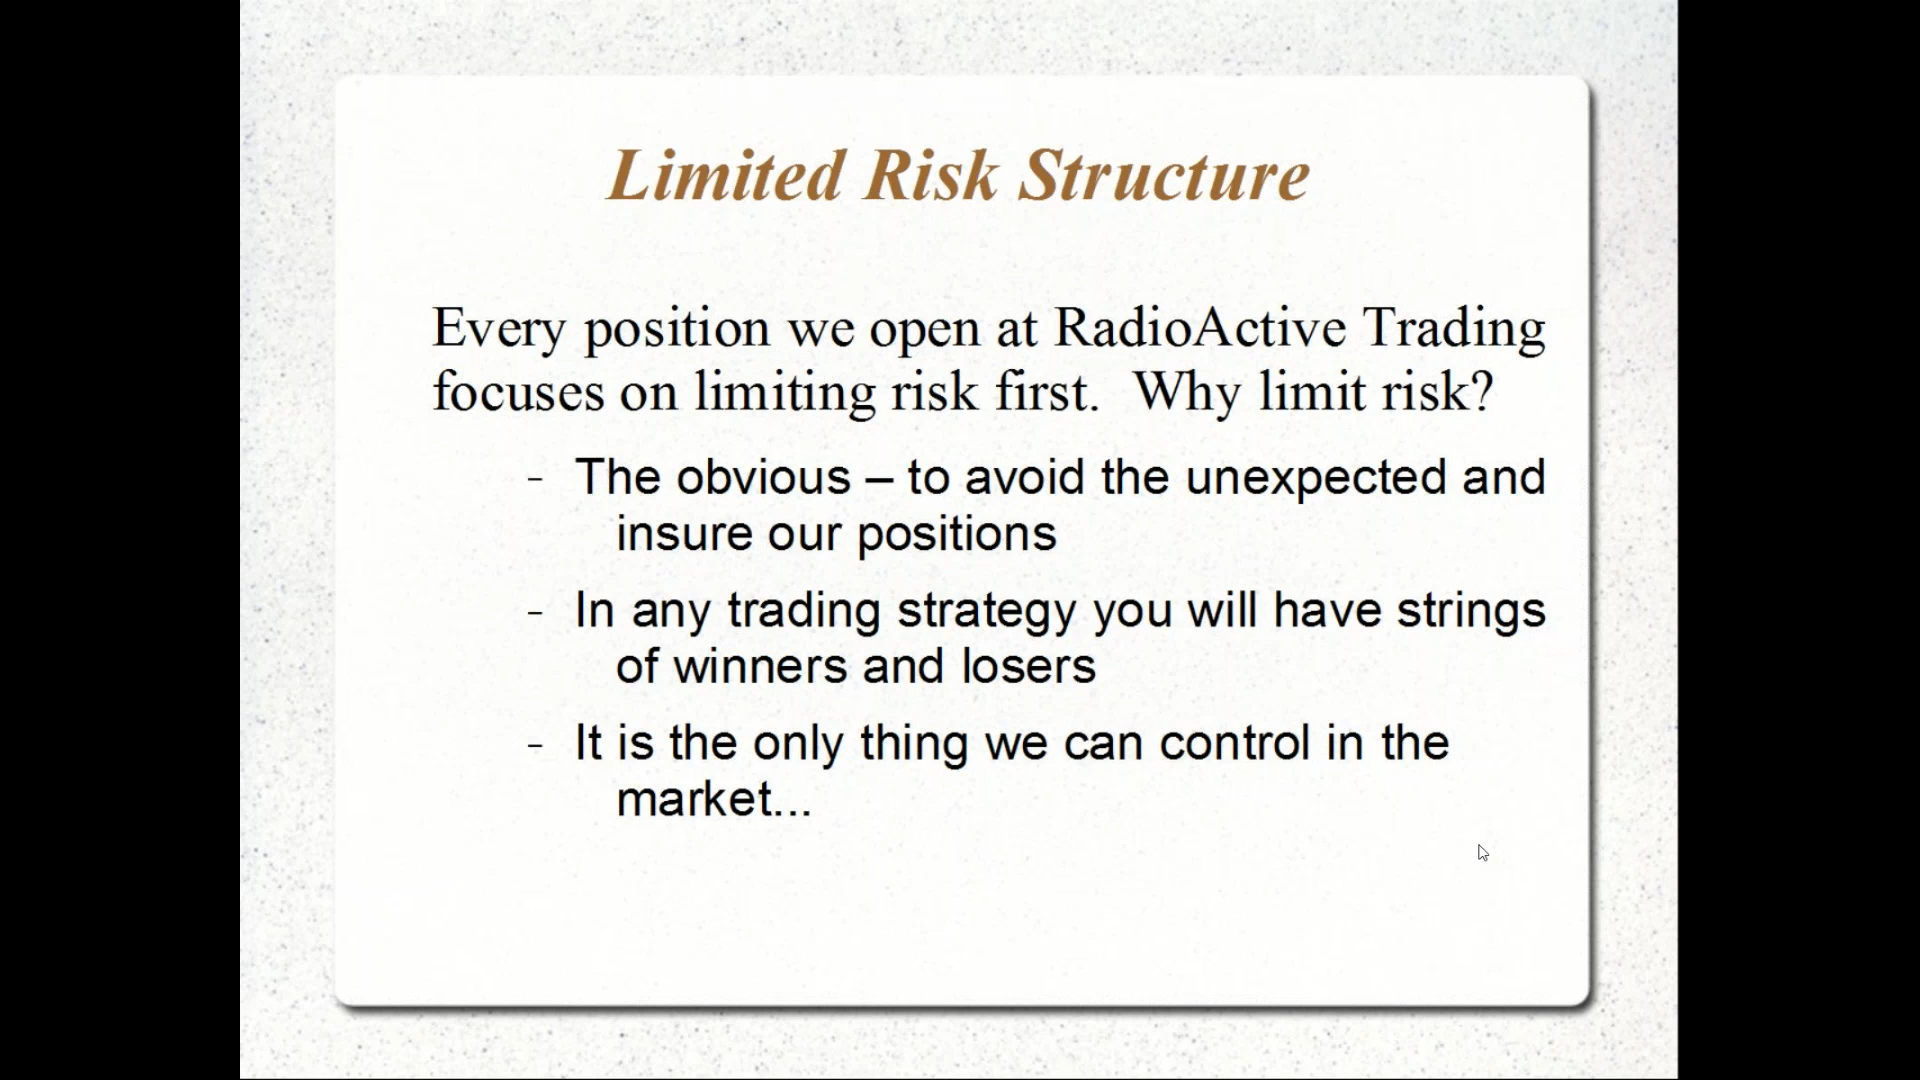 Limited Risk Structure
Every position we open at RadioActive Trading
focuses on limiting risk first.  Why limit risk?
- The obvious – to avoid the unexpected and
insure our positions
- In any trading strategy you will have strings
of winners and losers
- It is the only thing we can control in the
market...